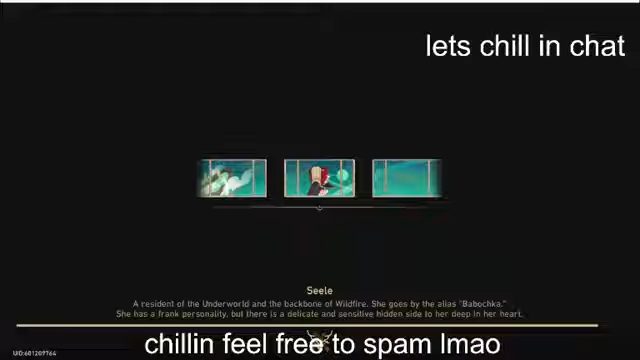 lets chill in chat
Seele
A resident of the Underworld and the backbone of Wildfire. She goes by the alias "Babochka."
She has a frank personality, but there is a delicate and sensitive hidden side to her deep in her heart.
chillin feel free to spam lmao
UID:601209764